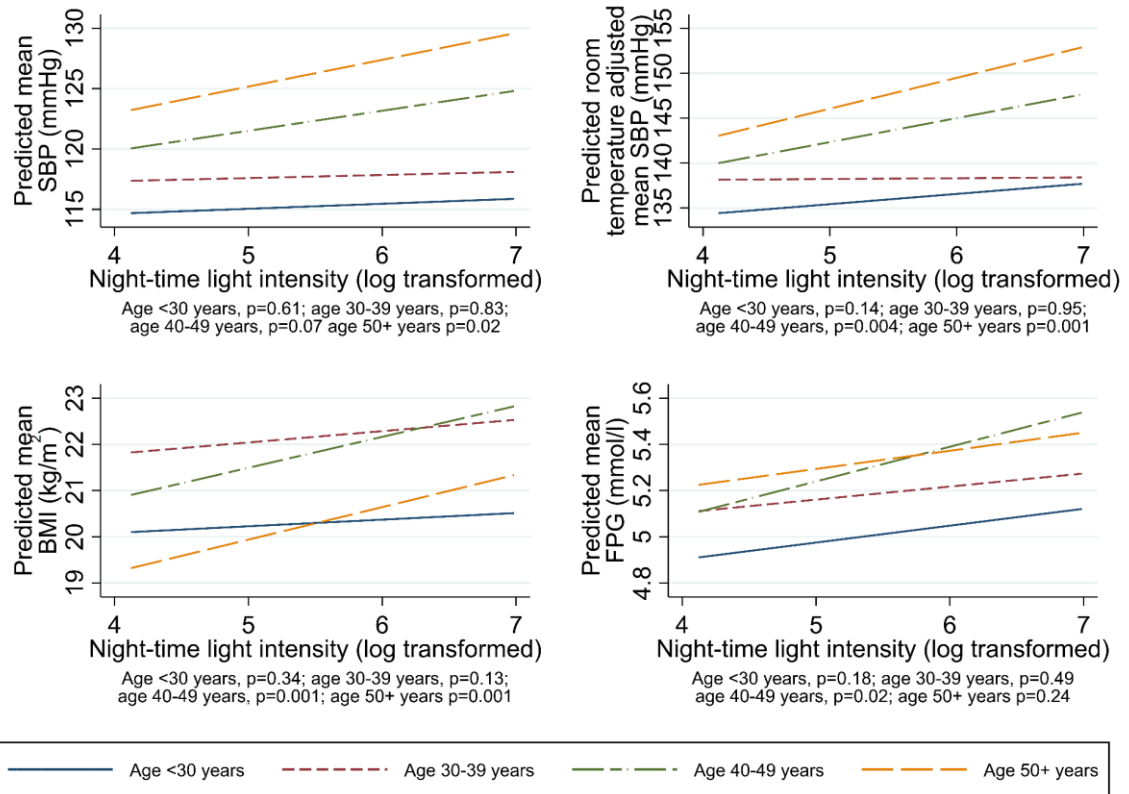 Predicted mean
SBP (mmHg)
130
125
120
115
4 5 6 7
Night-time light intensity (log transformed)
Age <30 years, p=0.61; age 30-39 years, p=0.83;
age 40-49 years, p=0.07 age 50+ years p=0.02
Predicted room
temperature adjusted
mean SBP (mmHg)
155
150
145
140
135
4 5 6 7
Night-time light intensity (log transformed)
Age <30 years, p=0.14; age 30-39 years, p=0.95;
age 40-49 years, p=0.004; age 50+ years p=0.001
Predicted mean
BMI (kg/m²)
23
22
21
20
19
4 5 6 7
Night-time light intensity (log transformed)
Age <30 years, p=0.34; age 30-39 years, p=0.13;
age 40-49 years, p=0.001; age 50+ years p=0.001
Predicted mean
FPG (mmol/l)
5.6
5.4
5.2
5
4.8
4 5 6 7
Night-time light intensity (log transformed)
Age <30 years, p=0.18; age 30-39 years, p=0.49
age 40-49 years, p=0.02; age 50+ years p=0.24
Age <30 years Age 30-39 years Age 40-49 years Age 50+ years